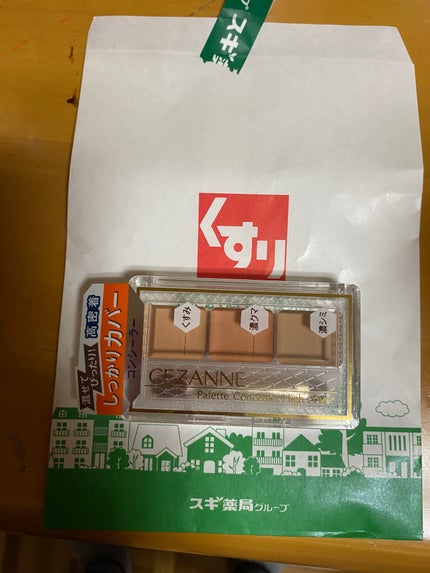 スギ
くすり
混ぜて
ぴったり!
高密着
しっかりカバー
コンシーラー
くすみ
濃クマ
濃シミ
CEZANNE
Palette Concealer
スギ薬局グループ